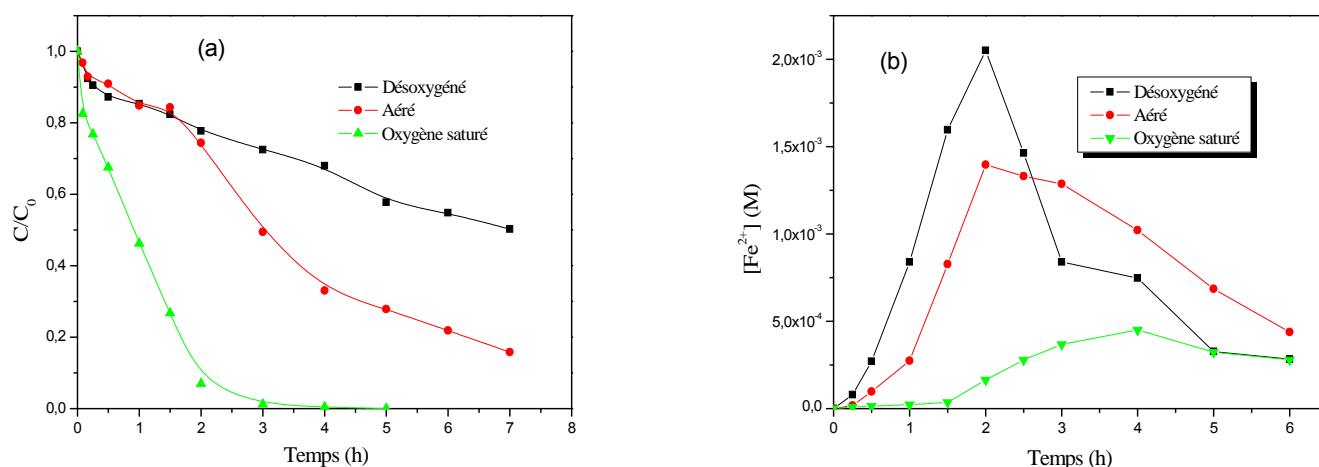 (a)
C/C0
1,0
0,8
0,6
0,4
0,2
0,0
Désoxygéné
Aéré
Oxygène saturé
0 1 2 3 4 5 6 7 8
Temps (h)
(b)
[Fe2+] (M)
2,0x10-3
1,5x10-3
1,0x10-3
5,0x10-4
0,0
Désoxygéné
Aéré
Oxygène saturé
0 1 2 3 4 5 6
Temps (h)